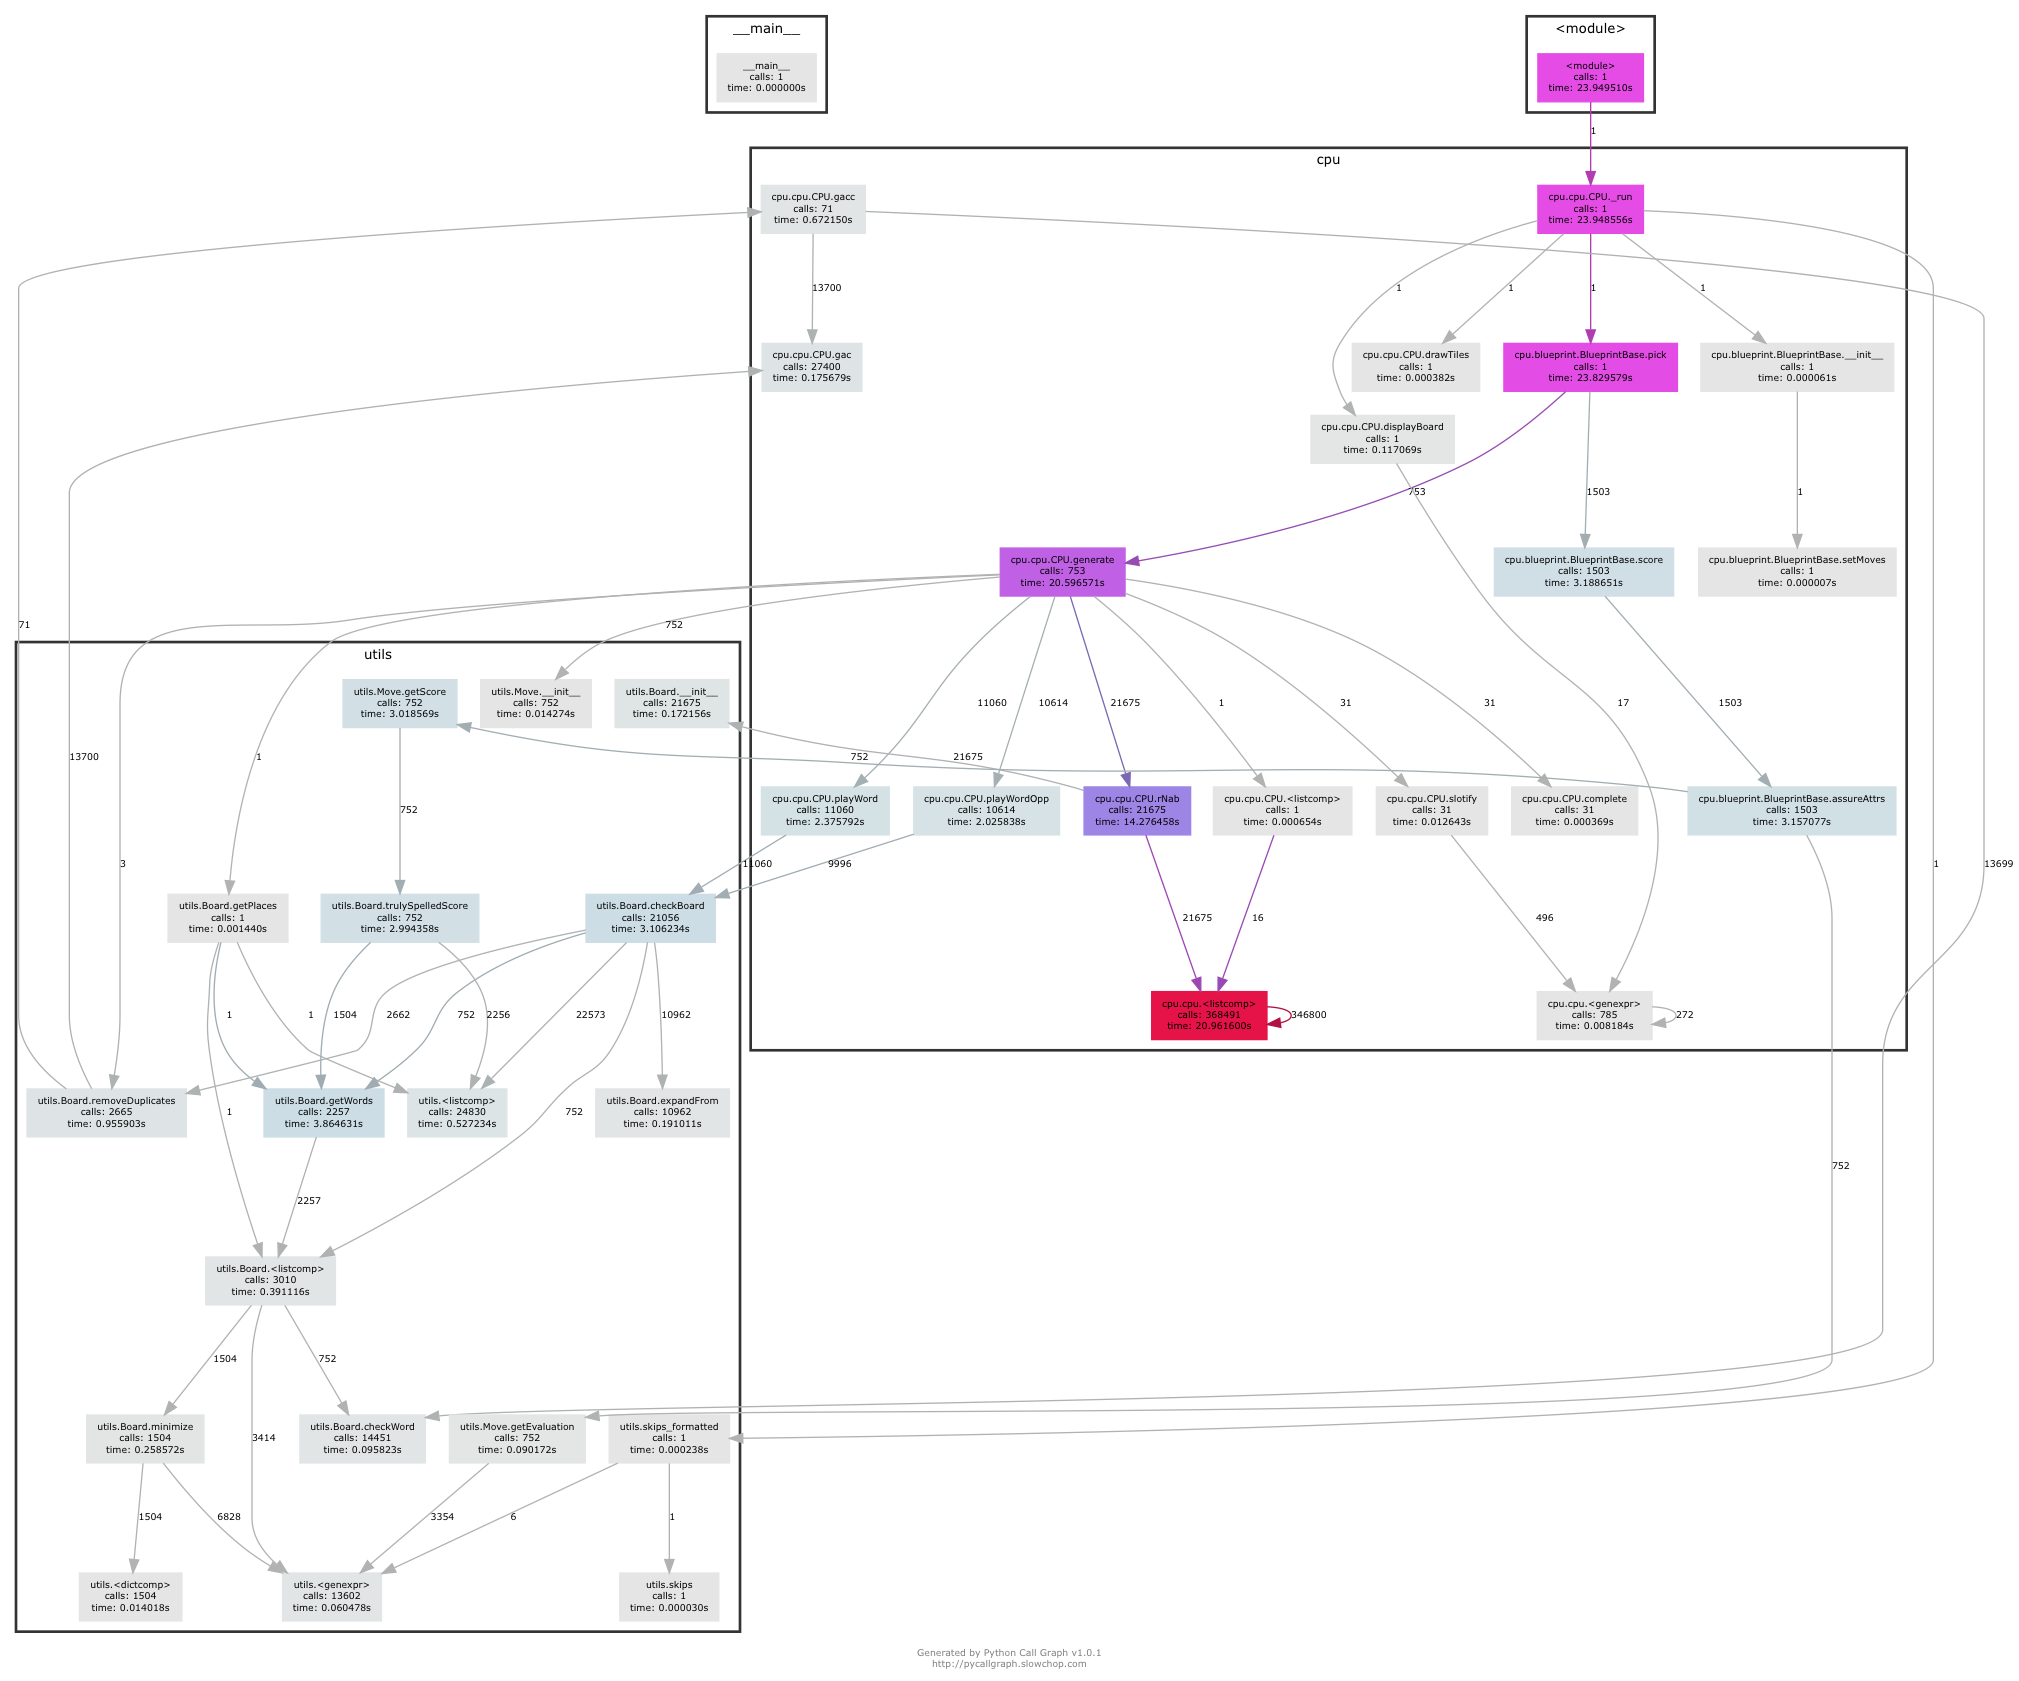 __main__
<module>
__main__
calls: 1
time: 0.000000s
<module>
calls: 1
time: 23.949510s
1
cpu
cpu.cpu.CPU.gacc
calls: 71
time: 0.672150s
cpu.cpu.CPU._run
calls: 1
time: 23.948556s
13700
1
1
1
1
cpu.cpu.CPU.gac
calls: 27400
time: 0.175679s
cpu.cpu.CPU.drawTiles
calls: 1
time: 0.000382s
cpu.blueprint.BlueprintBase.pick
calls: 1
time: 23.829579s
cpu.blueprint.BlueprintBase.__init__
calls: 1
time: 0.000061s
cpu.cpu.CPU.displayBoard
calls: 1
time: 0.117069s
753
1503
1
cpu.cpu.CPU.generate
calls: 753
time: 20.596571s
cpu.blueprint.BlueprintBase.score
calls: 1503
time: 3.188651s
cpu.blueprint.BlueprintBase.setMoves
calls: 1
time: 0.000007s
71
752
utils
utils.Move.getScore
calls: 752
time: 3.018569s
utils.Move.__init__
calls: 752
time: 0.014274s
utils.Board.__init__
calls: 21675
time: 0.172156s
11060
10614
21675
1
31
31
17
1503
13700
1
752
21675
cpu.cpu.CPU.playWord
calls: 11060
time: 2.375792s
cpu.cpu.CPU.playWordOpp
calls: 10614
time: 2.025838s
cpu.cpu.CPU.rNab
calls: 21675
time: 14.276458s
cpu.cpu.CPU.<listcomp>
calls: 1
time: 0.000654s
cpu.cpu.CPU.slotify
calls: 31
time: 0.012643s
cpu.cpu.CPU.complete
calls: 31
time: 0.000369s
cpu.blueprint.BlueprintBase.assureAttrs
calls: 1503
time: 3.157077s
752
3
11060
9996
1
13699
utils.Board.getPlaces
calls: 1
time: 0.001440s
utils.Board.trulySpelledScore
calls: 752
time: 2.994358s
utils.Board.checkBoard
calls: 21056
time: 3.106234s
21675
16
496
1
1
1504
2256
2662
752
22573
10962
cpu.cpu.<listcomp>
calls: 368491
time: 20.961600s
346800
cpu.cpu.<genexpr>
calls: 785
time: 0.008184s
272
utils.Board.removeDuplicates
calls: 2665
time: 0.955903s
utils.Board.getWords
calls: 2257
time: 3.864631s
utils.<listcomp>
calls: 24830
time: 0.527234s
utils.Board.expandFrom
calls: 10962
time: 0.191011s
1
752
752
2257
utils.Board.<listcomp>
calls: 3010
time: 0.391116s
1504
752
utils.Board.minimize
calls: 1504
time: 0.258572s
3414
utils.Board.checkWord
calls: 14451
time: 0.095823s
utils.Move.getEvaluation
calls: 752
time: 0.090172s
utils.skips_formatted
calls: 1
time: 0.000238s
1504
6828
3354
6
1
utils.<dictcomp>
calls: 1504
time: 0.014018s
utils.<genexpr>
calls: 13602
time: 0.060478s
utils.skips
calls: 1
time: 0.000030s
Generated by Python Call Graph v1.0.1
http://pycallgraph.slowchop.com